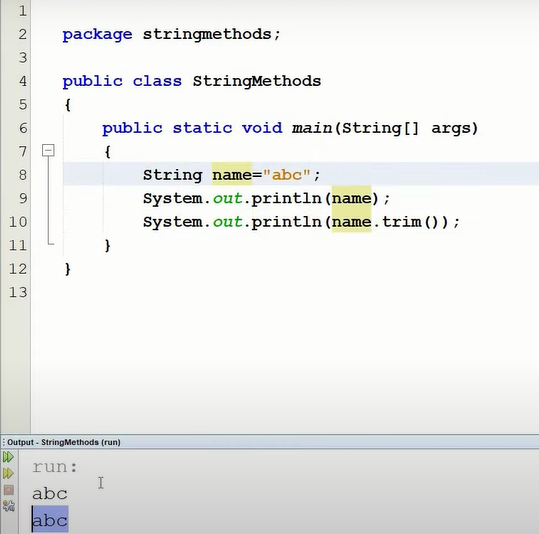 1
2 package stringmethods;
3
4 public class StringMethods
5 {
6 public static void main(String[] args)
7 {
8 String name="abc";
9 System.out.println(name);
10 System.out.println(name.trim());
11 }
12 }
13
Output - StringMethods (run)
run:
abc
abc